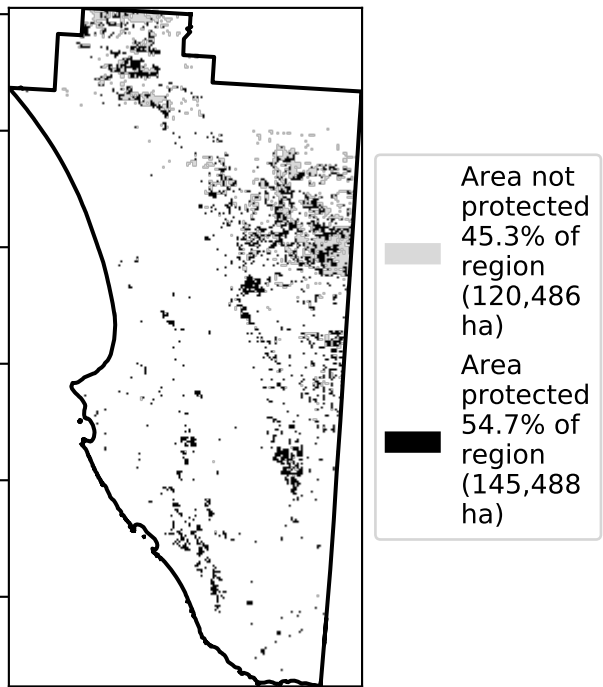 Area not
protected
45.3% of
region
(120,486
ha)
Area
protected
54.7% of
region
(145,488
ha)